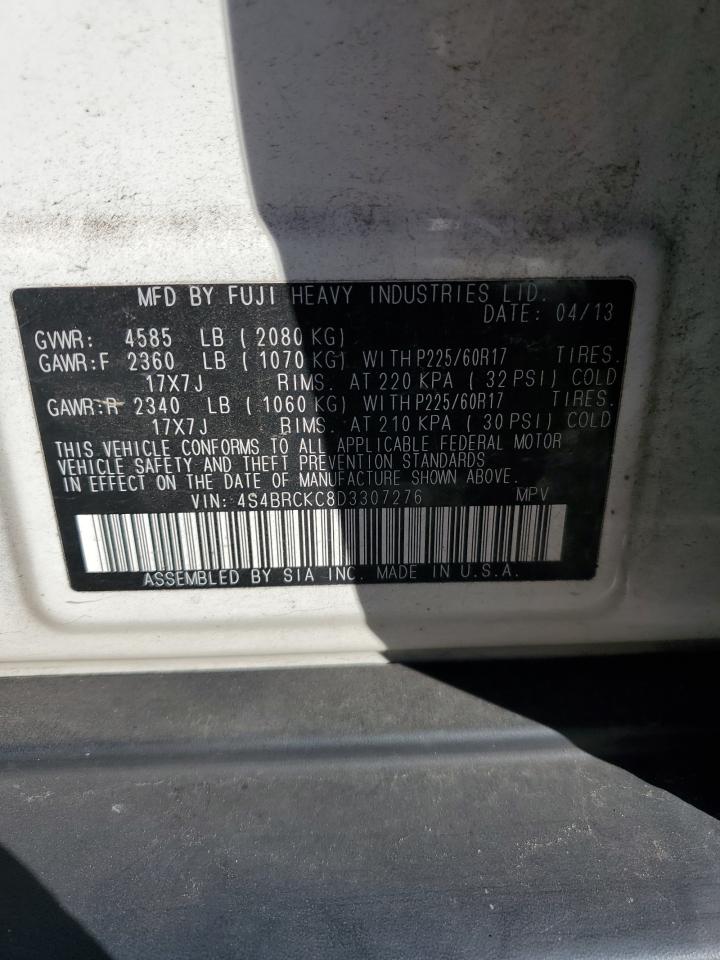 MFD BY FUJI HEAVY INDUSTRIES LTD.
DATE: 04/13
GVWR: 4585 LB ( 2080 KG)
GAWR:F 2360 LB ( 1070 KG) WITH P225/60R17 TIRES.
17X7J RIMS. AT 220 KPA ( 32 PSI) COLD
GAWR:R 2340 LB ( 1060 KG) WITH P225/60R17 TIRES.
17X7J RIMS. AT 210 KPA ( 30 PSI) COLD
THIS VEHICLE CONFORMS TO ALL APPLICABLE FEDERAL MOTOR
VEHICLE SAFETY AND THEFT PREVENTION STANDARDS
IN EFFECT ON THE DATE OF MANUFACTURE SHOWN ABOVE.
VIN: 4S4BRCKC8D3307276 MPV
ASSEMBLED BY SIA INC. MADE IN U.S.A.